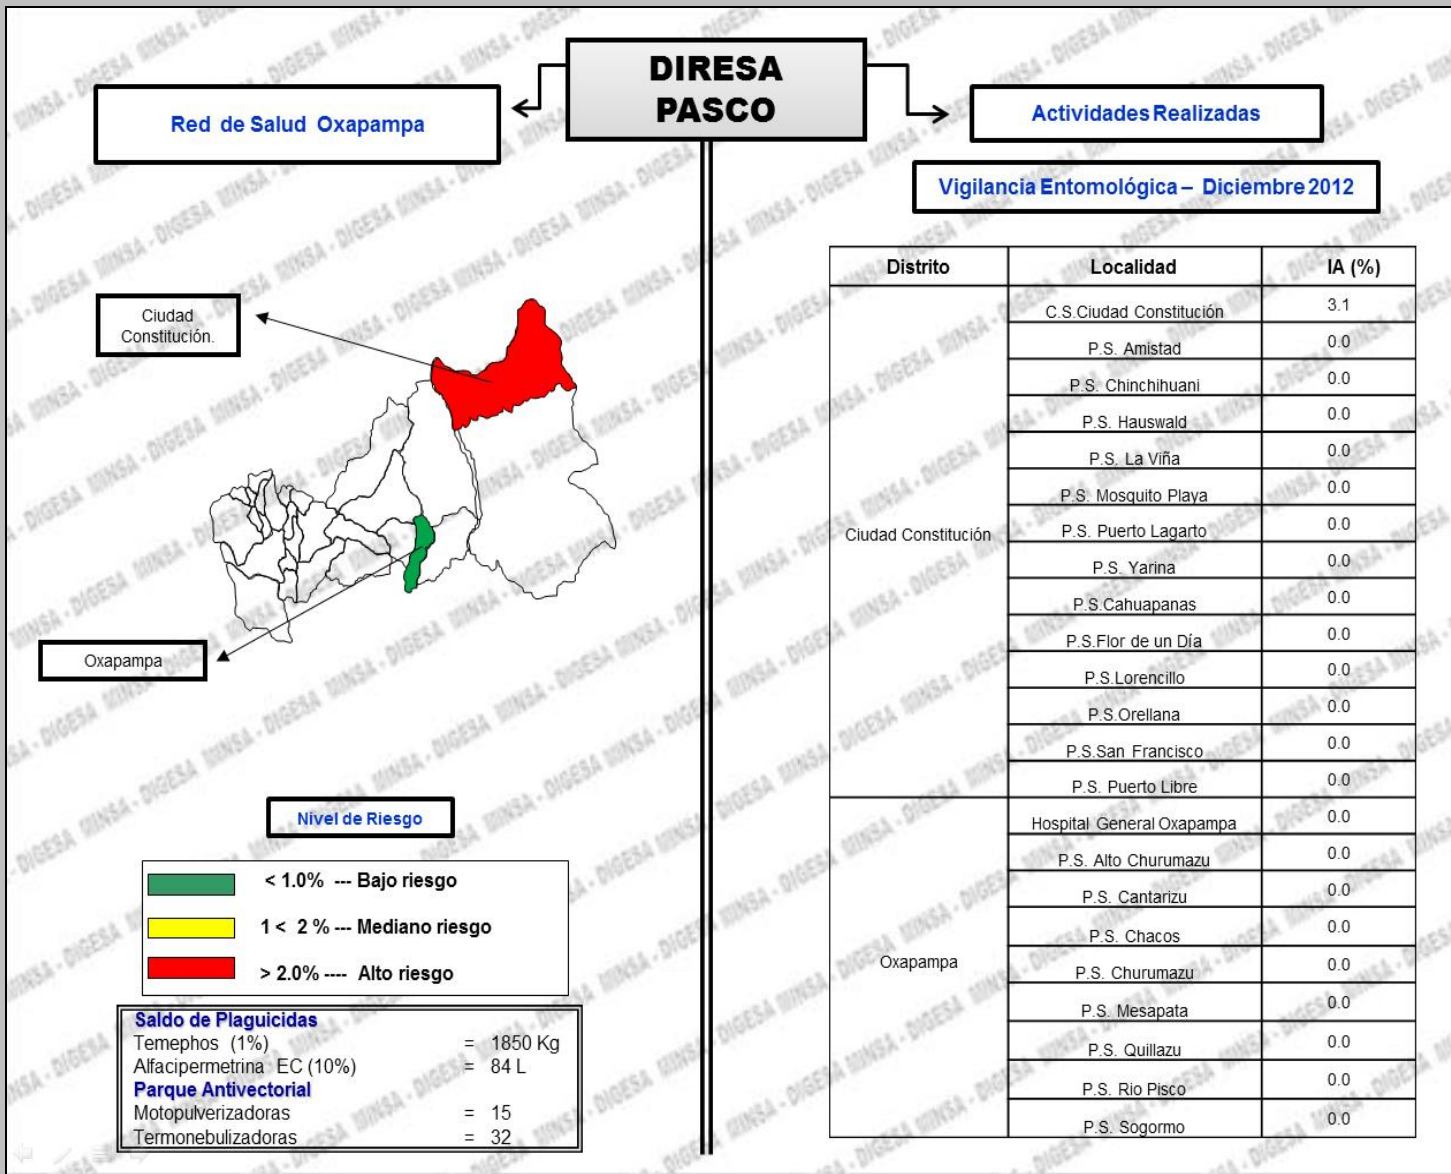 DIRESA
PASCO
Red de Salud Oxapampa
Actividades Realizadas
Vigilancia Entomológica – Diciembre 2012
Ciudad
Constitución.
Oxapampa
Nivel de Riesgo
< 1.0% --- Bajo riesgo
1 < 2 % --- Mediano riesgo
> 2.0% ---- Alto riesgo
Saldo de Plaguicidas
Temephos (1%) = 1850 Kg
Alfacipermetrina EC (10%) = 84 L
Parque Antivectorial
Motopulverizadoras = 15
Termonebulizadoras = 32
Distrito Localidad IA (%)
Ciudad Constitución
C.S.Ciudad Constitución 3.1
P.S. Amistad 0.0
P.S. Chinchihuani 0.0
P.S. Hauswald 0.0
P.S. La Viña 0.0
P.S. Mosquito Playa 0.0
P.S. Puerto Lagarto 0.0
P.S. Yarina 0.0
P.S.Cahuapanas 0.0
P.S.Flor de un Día 0.0
P.S.Lorencillo 0.0
P.S.Orellana 0.0
P.S.San Francisco 0.0
P.S. Puerto Libre 0.0
Oxapampa
Hospital General Oxapampa 0.0
P.S. Alto Churumazu 0.0
P.S. Cantarizu 0.0
P.S. Chacos 0.0
P.S. Churumazu 0.0
P.S. Mesapata 0.0
P.S. Quillazu 0.0
P.S. Rio Pisco 0.0
P.S. Sogormo 0.0
MINSA - DIGESA